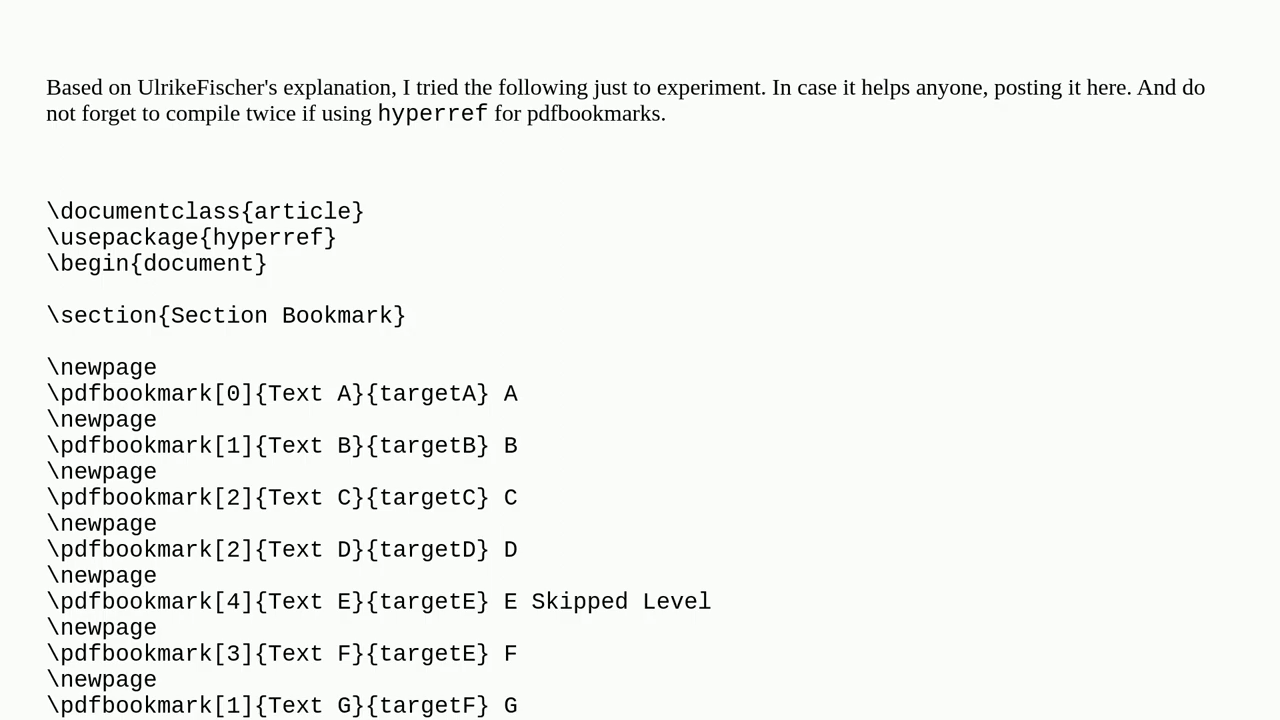 Based on UlrikeFischer's explanation, I tried the following just to experiment. In case it helps anyone, posting it here. And do
not forget to compile twice if using hyperref for pdfbookmarks.
\documentclass{article}
\usepackage{hyperref}
\begin{document}
\section{Section Bookmark}
\newpage
\pdfbookmark[0]{Text A}{targetA} A
\newpage
\pdfbookmark[1]{Text B}{targetB} B
\newpage
\pdfbookmark[2]{Text C}{targetC} C
\newpage
\pdfbookmark[2]{Text D}{targetD} D
\newpage
\pdfbookmark[4]{Text E}{targetE} E Skipped Level
\newpage
\pdfbookmark[3]{Text F}{targetE} F
\newpage
\pdfbookmark[1]{Text G}{targetF} G